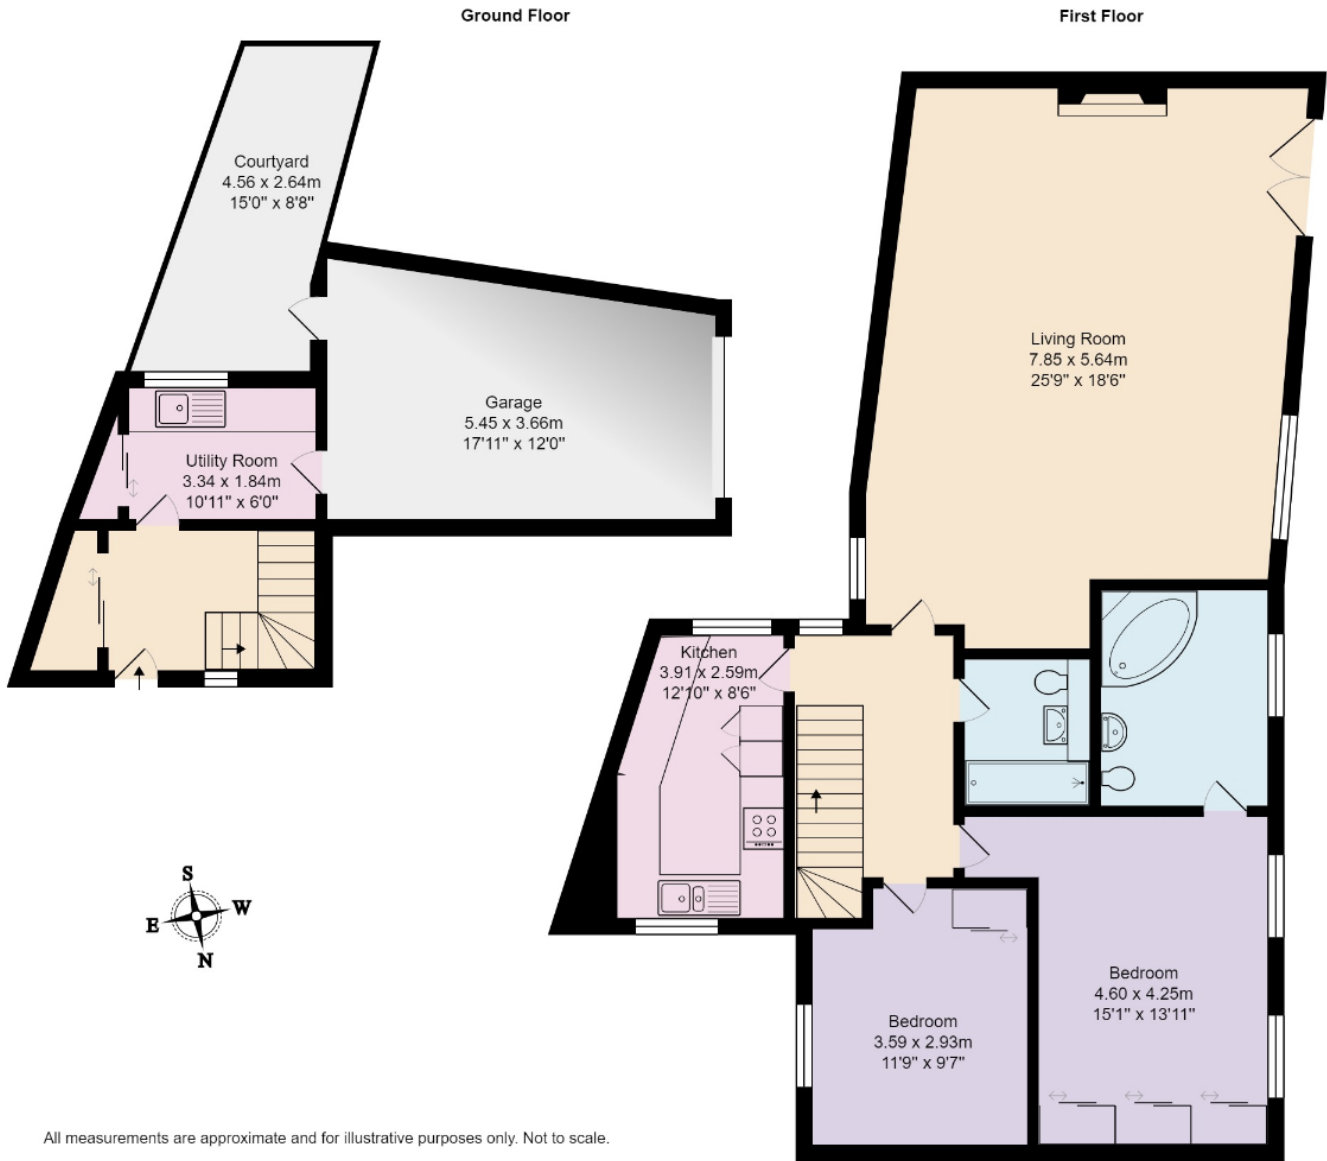 Ground Floor
First Floor
Courtyard
4.56 x 2.64m
15'0" x 8'8"
Garage
5.45 x 3.66m
17'11" x 12'0"
Utility Room
3.34 x 1.84m
10'11" x 6'0"
Living Room
7.85 x 5.64m
25'9" x 18'6"
Kitchen
3.91 x 2.59m
12'10" x 8'6"
Bedroom
3.59 x 2.93m
11'9" x 9'7"
Bedroom
4.60 x 4.25m
15'1" x 13'11"
S
W
E
N
All measurements are approximate and for illustrative purposes only. Not to scale.